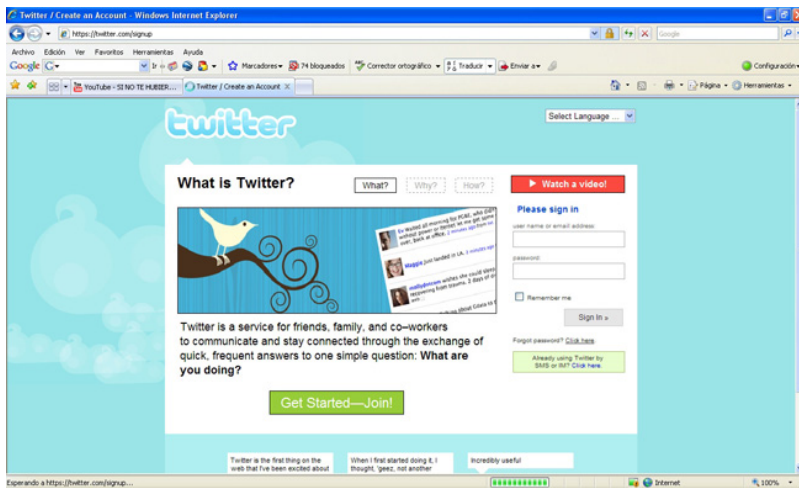 Twitter / Create an Account - Windows Internet Explorer
https://twitter.com/signup
Google
Archivo Edición Ver Favoritos Herramientas Ayuda
Google Marcadores 74 bloqueados Corrector ortográfico Traducir Enviar a Configuración
YouTube - SI NO TE HUBIER... Twitter / Create an Account Página Herramientas
twitter
Select Language ...
What is Twitter?
What? Why? How?
Watch a video!
Please sign in
user name or email address:
password:
Remember me
Sign In »
Forgot password? Click here.
Already using Twitter by
SMS or IM? Click here.
Twitter is a service for friends, family, and co–workers
to communicate and stay connected through the exchange of
quick, frequent answers to one simple question: What are
you doing?
Get Started—Join!
Twitter is the first thing on the
web that I've been excited about
When I first started doing it, I
thought, 'geez, not another
Incredibly useful
Esperando a https://twitter.com/signup...
Internet
100%